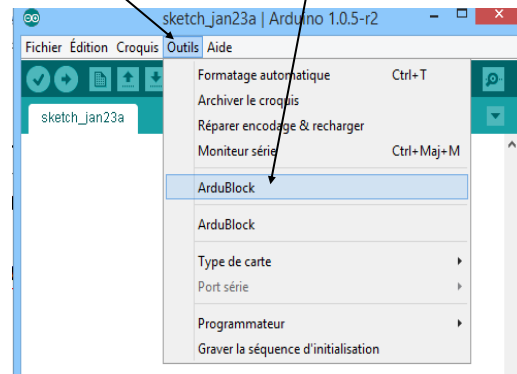 sketch_jan23a | Arduino 1.0.5-r2
Fichier Édition Croquis Outils Aide
sketch_jan23a
Formatage automatique Ctrl+T
Archiver le croquis
Réparer encodage & recharger
Moniteur série Ctrl+Maj+M
ArduBlock
ArduBlock
Type de carte
Port série
Programmateur
Graver la séquence d'initialisation